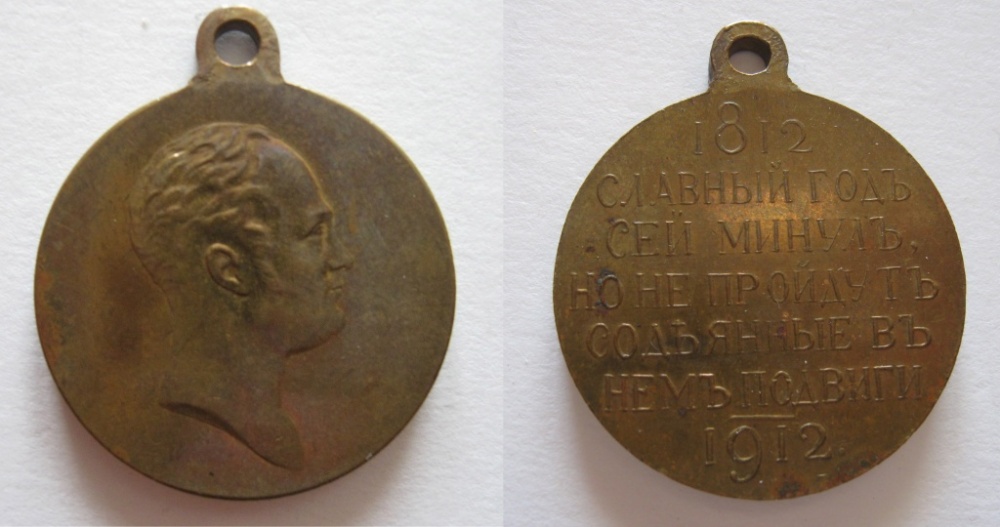 1812
СЛАВНЫЙ ГОДЪ
СЕЙ МИНУЛЪ,
НО НЕ ПРОЙДУТЪ
СОДѢЯННЫЕ ВЪ
НЕМЪ ПОДВИГИ
1912.